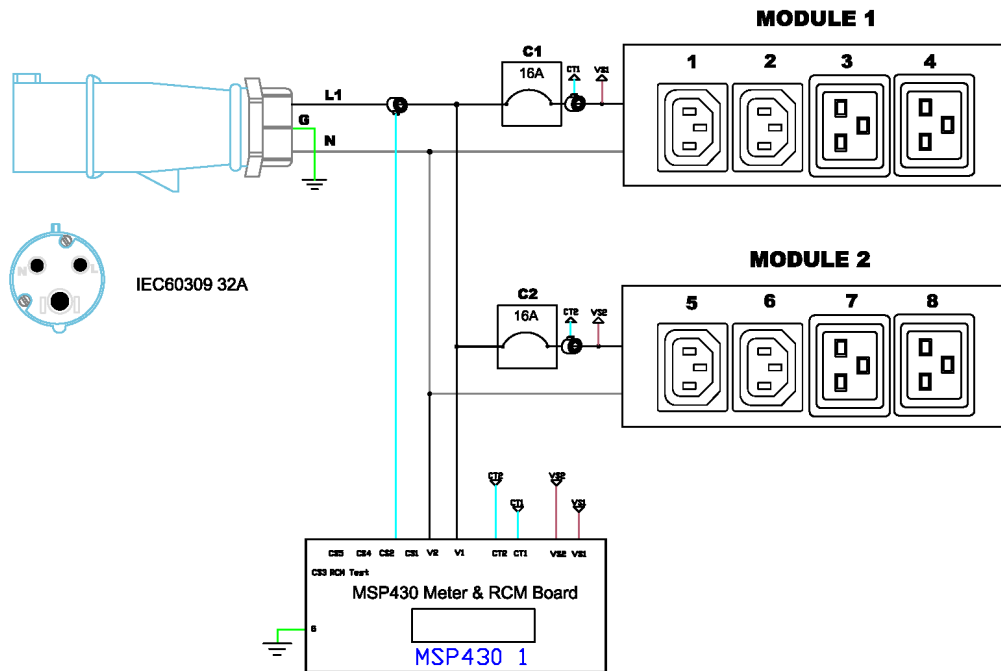 MODULE 1
C1
16A
CT1
VS1
1 2 3 4
L1
G
N
N L
IEC60309 32A
MODULE 2
C2
16A
CT2
VS2
5 6 7 8
CT2
VS2
CT1
VS1
CS5 CS4 CS2 CS1 V2 V1 CT2 CT1 VS2 VS1
CS3 RCM Test
MSP430 Meter & RCM Board
G
MSP430 1